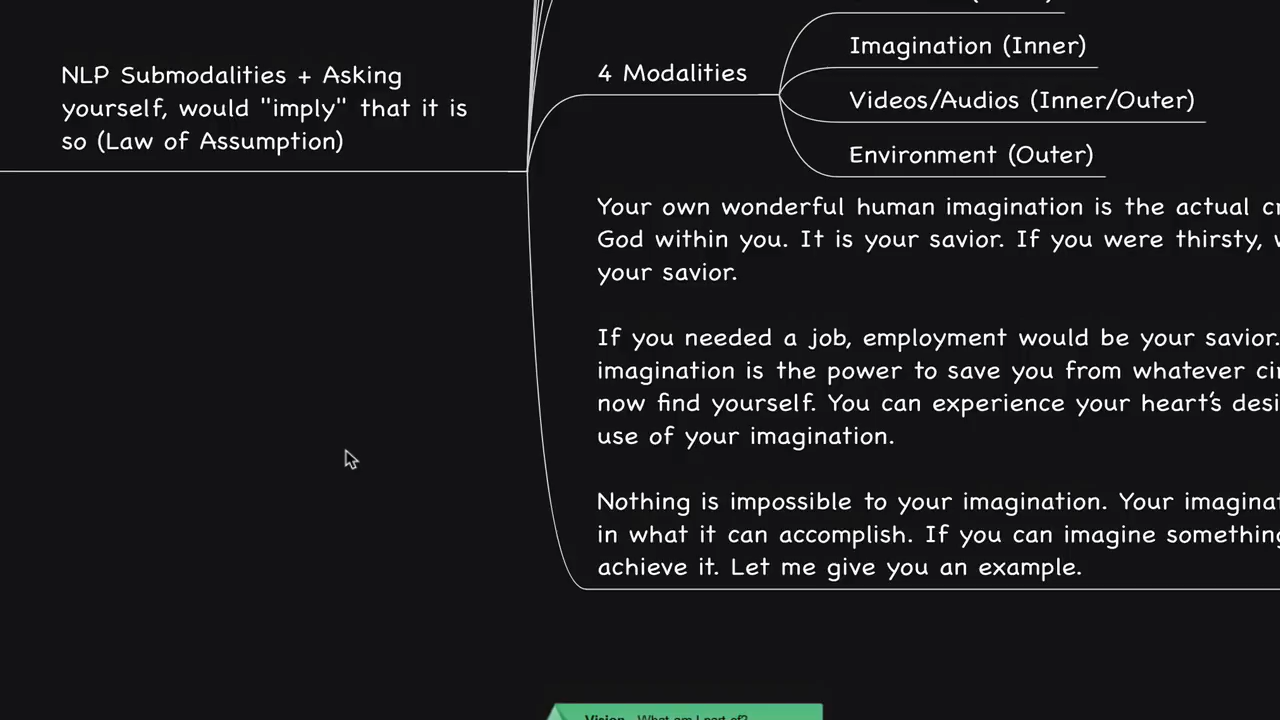 NLP Submodalities + Asking
yourself, would "imply" that it is
so (Law of Assumption)
4 Modalities
Imagination (Inner)
Videos/Audios (Inner/Outer)
Environment (Outer)
Your own wonderful human imagination is the actual
God within you. It is your savior. If you were thirsty,
your savior.
If you needed a job, employment would be your savior.
imagination is the power to save you from whatever
now find yourself. You can experience your heart's
use of your imagination.
Nothing is impossible to your imagination. Your
in what it can accomplish. If you can imagine something
achieve it. Let me give you an example.
Vision - What am I part of?